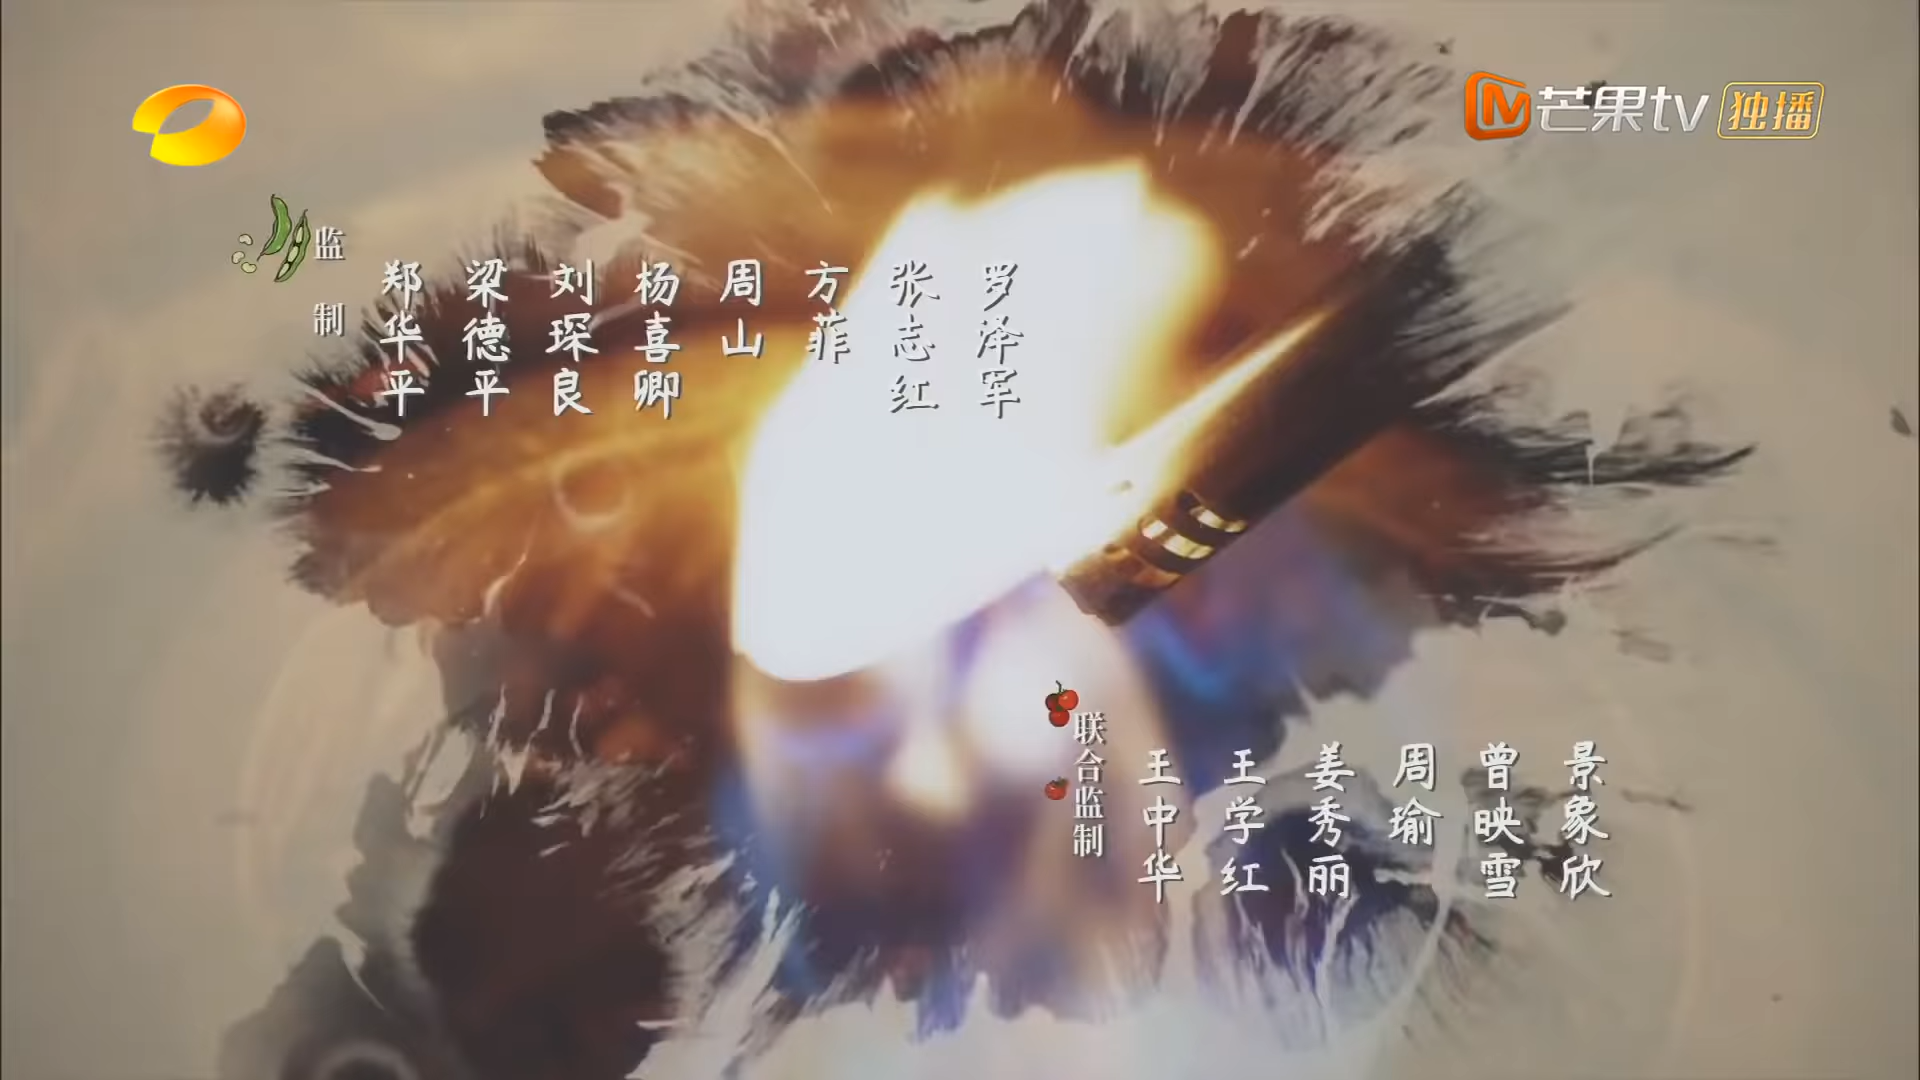 芒果tv 独播
监制
郑华平
梁德平
刘琛良
杨喜卿
周山
方菲
张志红
罗泽军
联合监制
王中华
王学红
姜秀丽
周瑜
曾映雪
景象欣